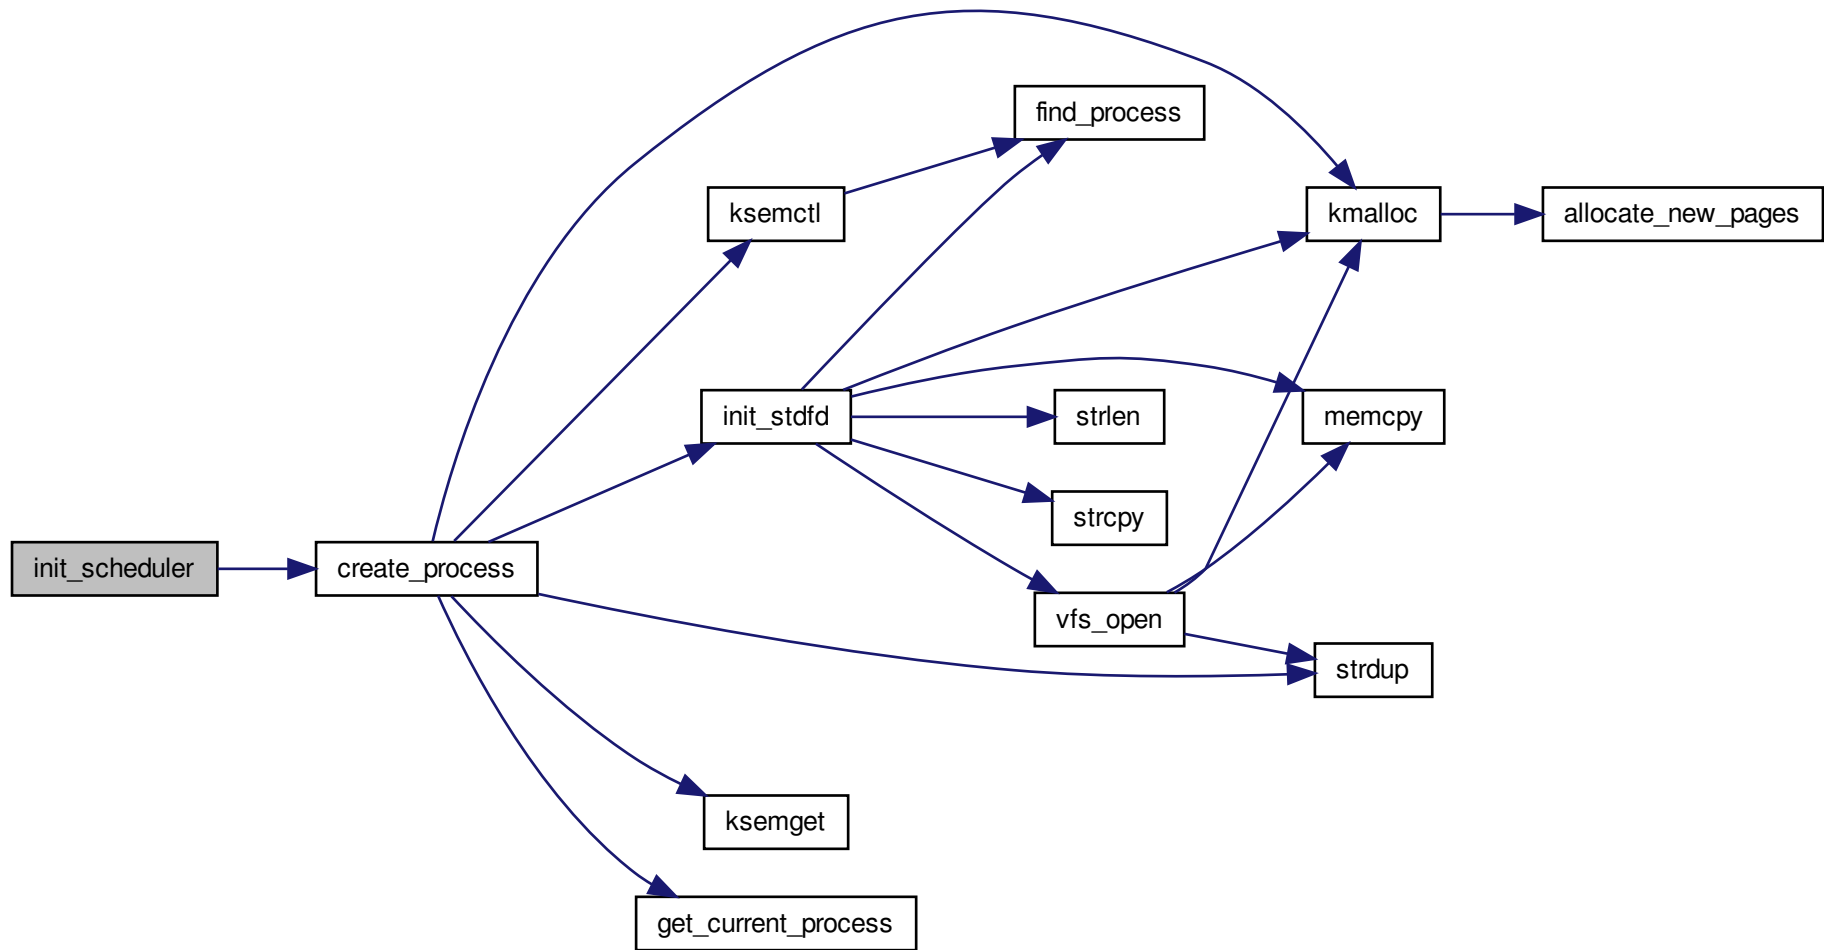 find_process
ksemctl
kmalloc
allocate_new_pages
init_stdfd
strlen
memcpy
strcpy
init_scheduler
create_process
vfs_open
strdup
ksemget
get_current_process